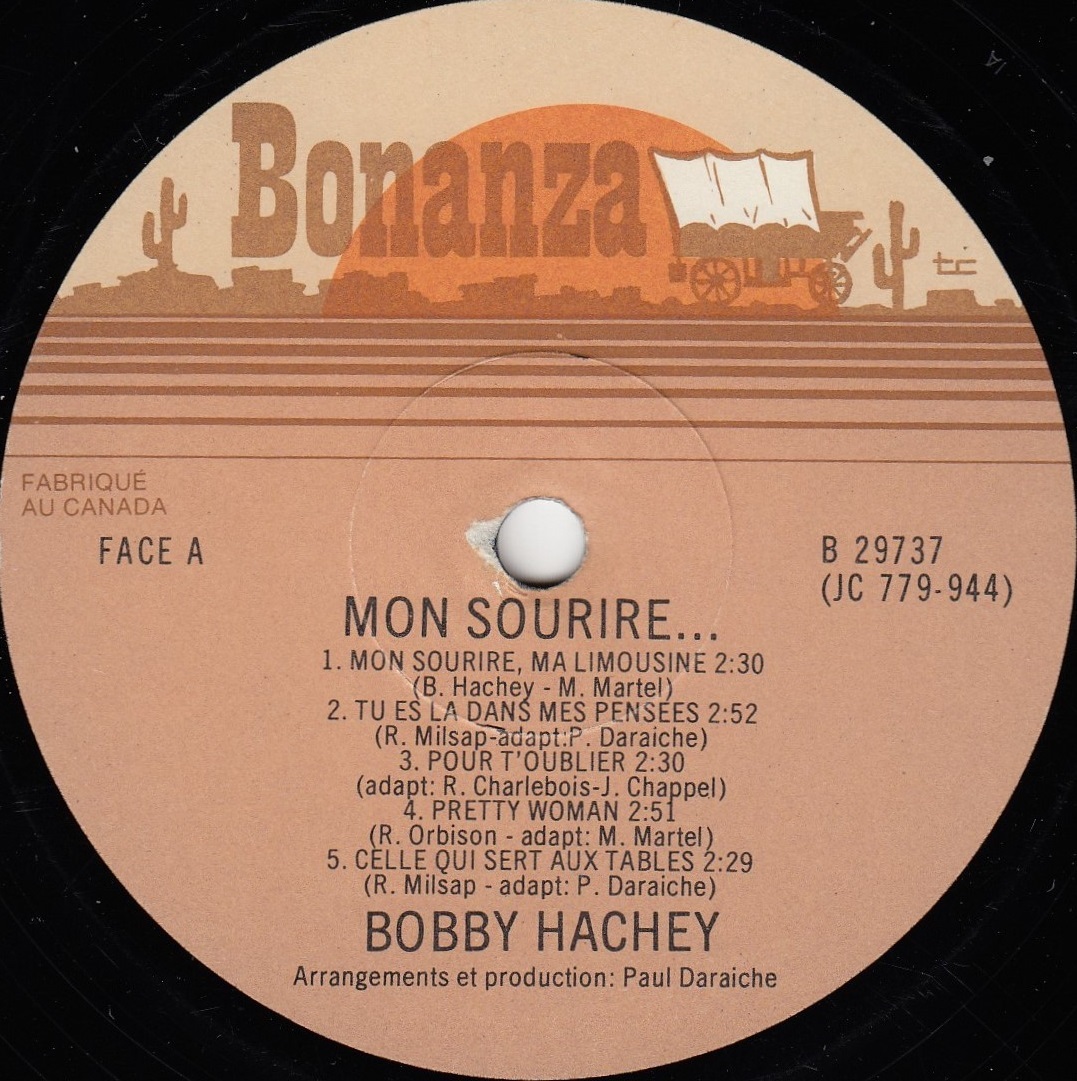 Bonanza
FABRIQUÉ
AU CANADA
FACE A
B 29737
(JC 779-944)
MON SOURIRE...
1. MON SOURIRE, MA LIMOUSINE 2:30
(B. Hachey - M. Martel)
2. TU ES LA DANS MES PENSEES 2:52
(R. Milsap-adapt:P. Daraiche)
3. POUR T'OUBLIER 2:30
(adapt: R. Charlebois-J. Chappel)
4. PRETTY WOMAN 2:51
(R. Orbison - adapt: M. Martel)
5. CELLE QUI SERT AUX TABLES 2:29
(R. Milsap - adapt: P. Daraiche)
BOBBY HACHEY
Arrangements et production: Paul Daraiche